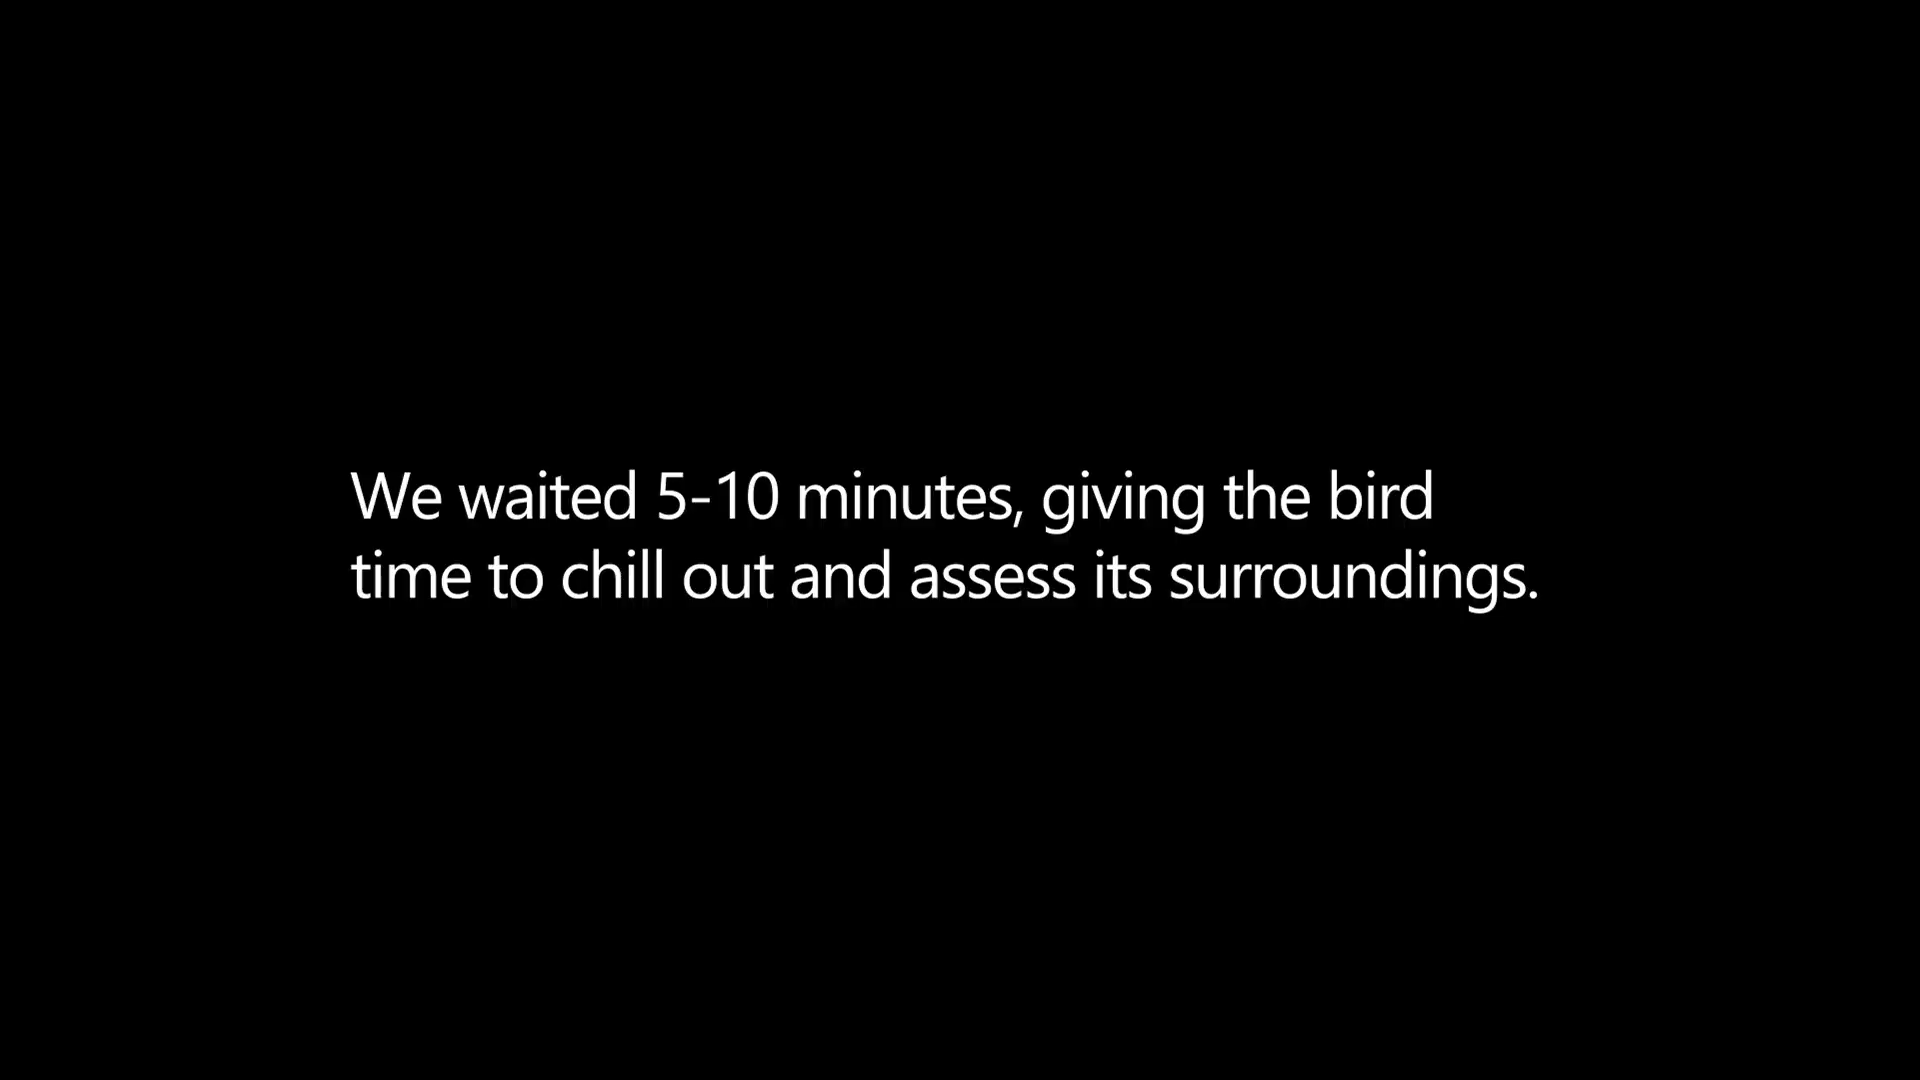 We waited 5-10 minutes, giving the bird
time to chill out and assess its surroundings.